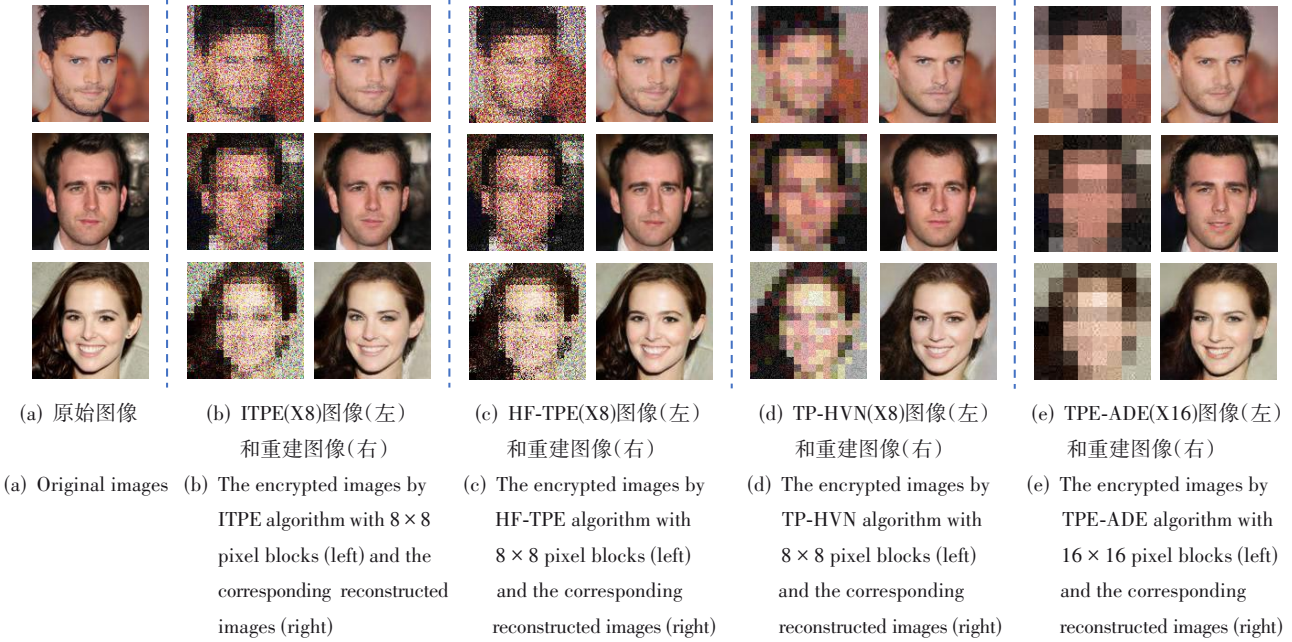 (a) 原始图像
(b) ITPE(X8)图像(左)
和重建图像(右)
(c) HF-TPE(X8)图像(左)
和重建图像(右)
(d) TP-HVN(X8)图像(左)
和重建图像(右)
(e) TPE-ADE(X16)图像(左)
和重建图像(右)
(a) Original images
(b) The encrypted images by
ITPE algorithm with 8×8
pixel blocks (left) and the
corresponding reconstructed
images (right)
(c) The encrypted images by
HF-TPE algorithm with
8×8 pixel blocks (left)
and the corresponding
reconstructed images (right)
(d) The encrypted images by
TP-HVN algorithm with
8×8 pixel blocks (left)
and the corresponding
reconstructed images (right)
(e) The encrypted images by
TPE-ADE algorithm with
16×16 pixel blocks (left)
and the corresponding
reconstructed images (right)